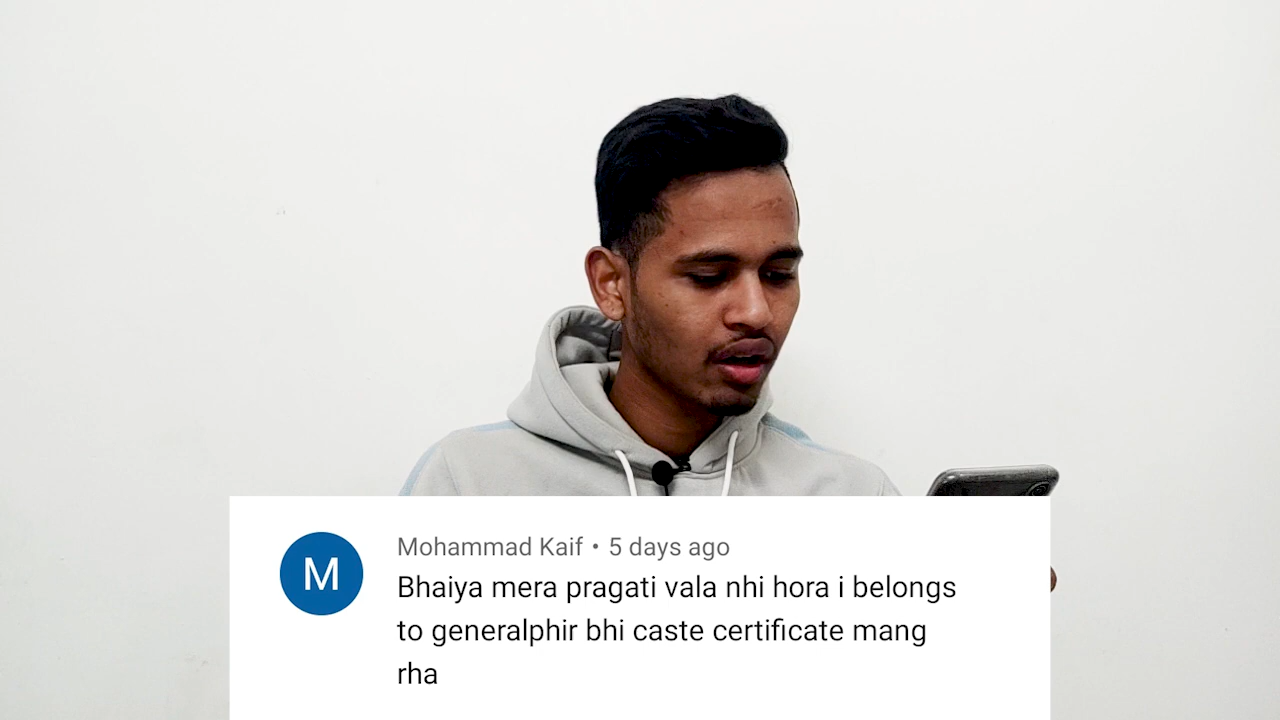 M
Mohammad Kaif • 5 days ago
Bhaiya mera pragati vala nhi hora i belongs
to generalphir bhi caste certificate mang
rha